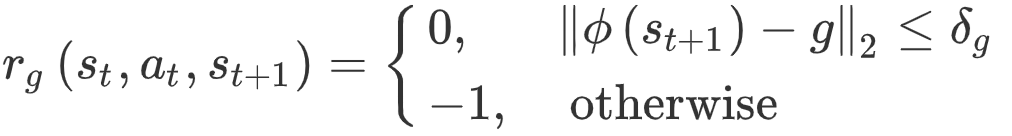 r_g (s_t, a_t, s_{t+1}) = { 0, ‖ϕ (s_{t+1}) − g‖_2 ≤ δ_g
−1, otherwise